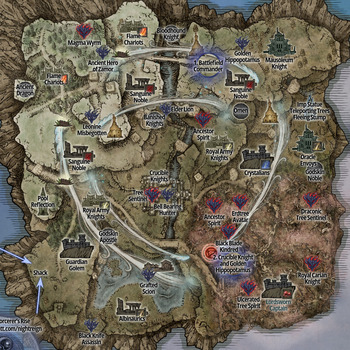 Magma Wyrm
Flame
Chariots
Bloodhound
Knight
Ancient Hero
of Zamor
1. Battlefield
Commander
Golden
Hippopotamus
Mausoleum
Knight
Flame
Chariots
Ancient
Dragon
Sanguine
Noble
Sanguine
Noble
Leonine
Misbegotten
Banished
Knights
Elder Lion
Omen
Ancestor
Spirit
Imp Statue
Teleporting Tree
Fleeing Stump
Sanguine
Noble
Royal Army
Knights
Crystalians
Oracle
Envoys
Godskin
Noble
Crucible
Knights
Pool
Reflection
Royal Army
Knights
Tree
Sentinel
Bell Bearing
Hunter
Ancestor
Spirit
Erdtree
Avatar
Draconic
Tree Sentinel
Godskin
Apostle
Black Blade
Kindred
2. Crucible Knight
and Golden
Hippopotamus
Guardian
Golem
Shack
Grafted
Scion
Royal Carian
Knight
Ulcerated
Tree Spirit
Lordsworn
Captain
Albinaurics
Black Knife
Assassin
orcerer's Rise
tt.com/nightreign